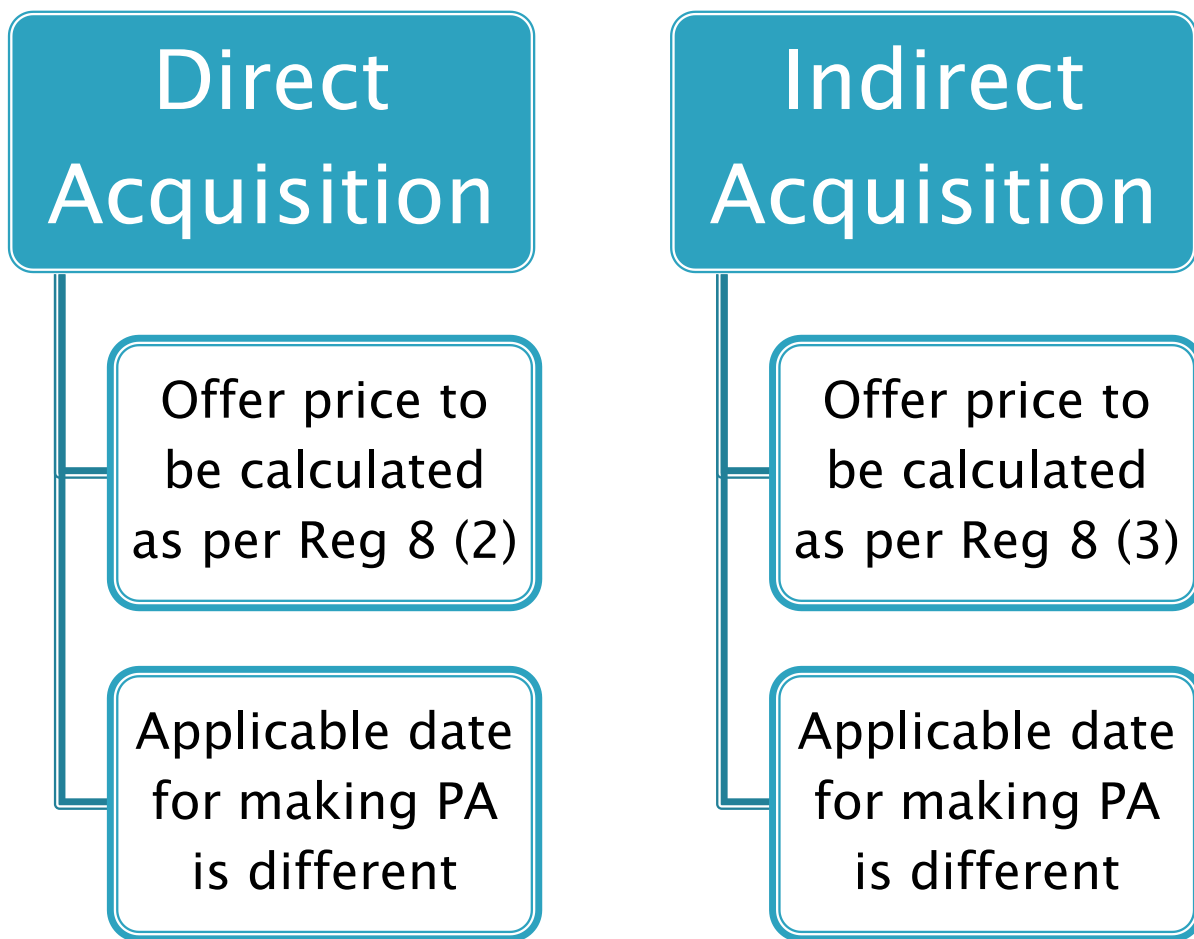 Direct
Acquisition
Offer price to
be calculated
as per Reg 8 (2)
Applicable date
for making PA
is different
Indirect
Acquisition
Offer price to
be calculated
as per Reg 8 (3)
Applicable date
for making PA
is different